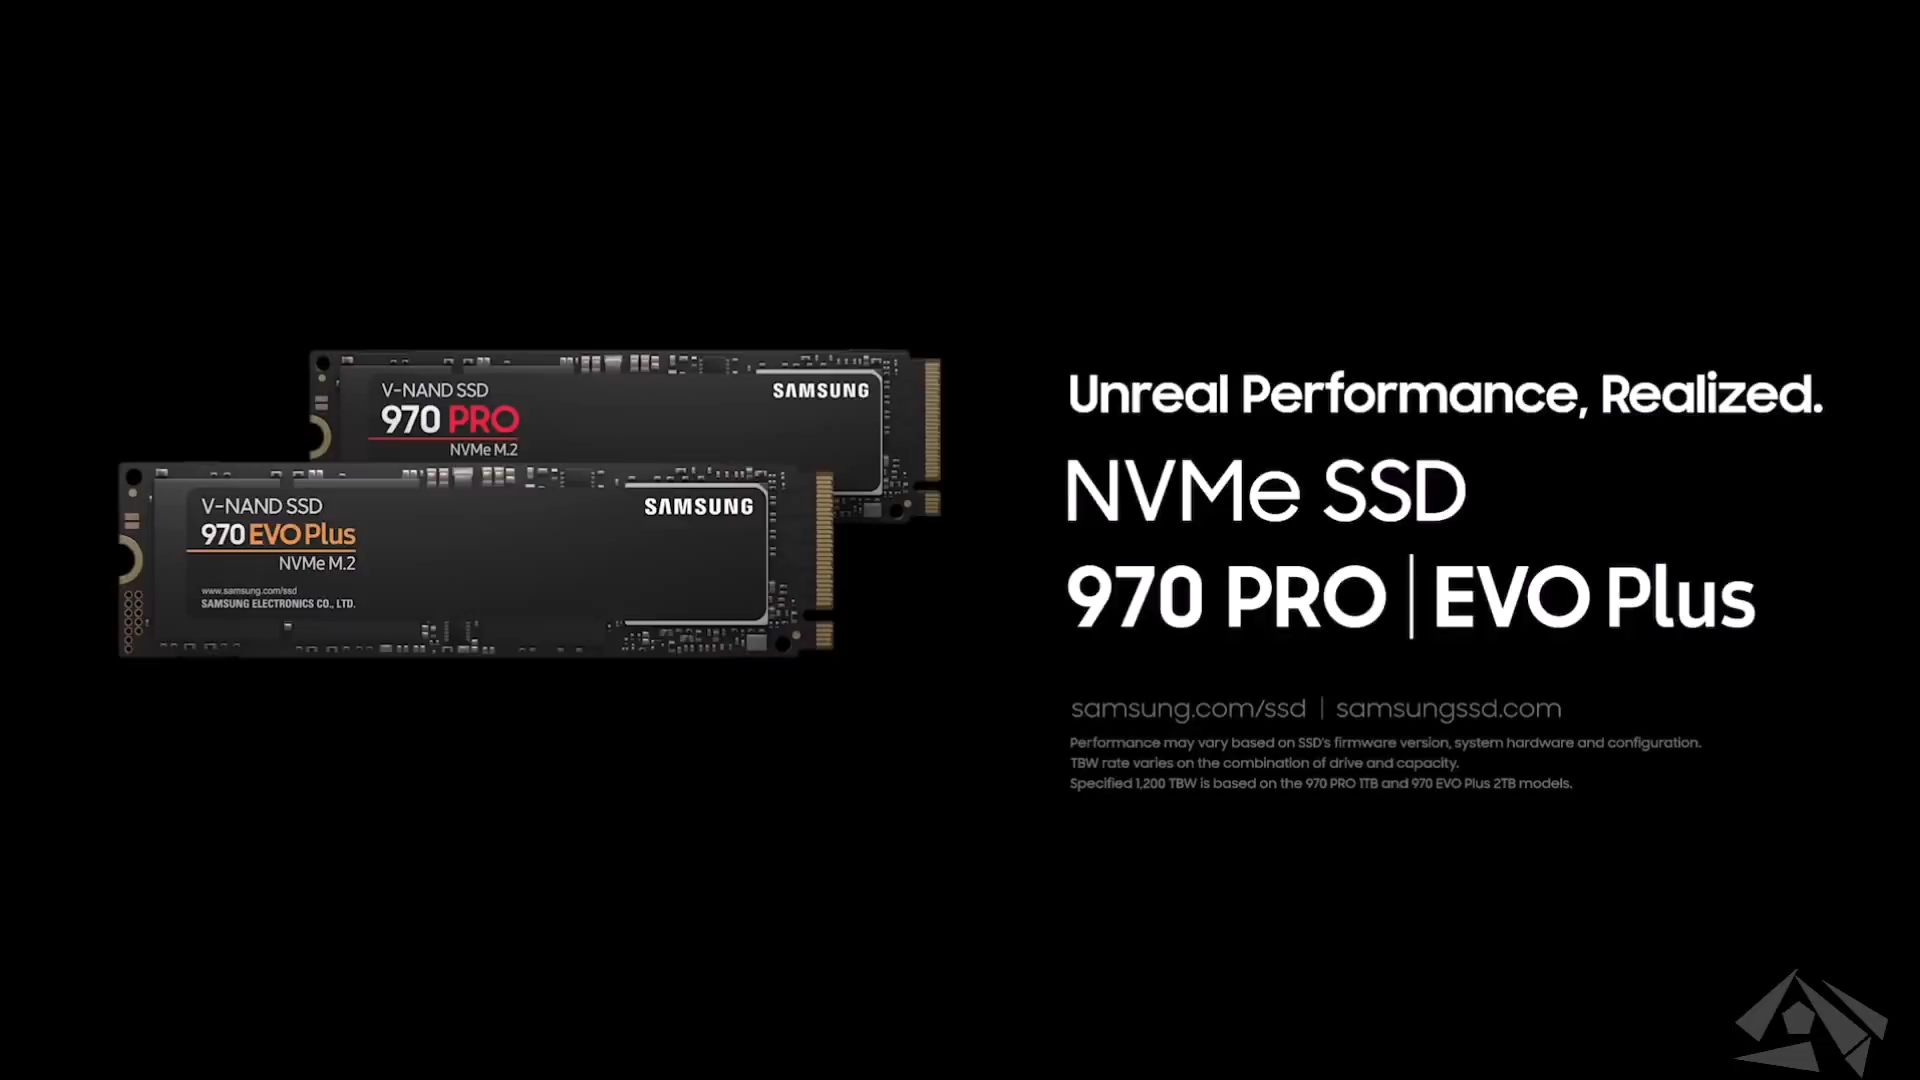 V-NAND SSD
970 PRO
NVMe M.2
SAMSUNG
V-NAND SSD
970 EVO Plus
NVMe M.2
www.samsung.com/ssd
SAMSUNG ELECTRONICS CO., LTD.
SAMSUNG
Unreal Performance, Realized.
NVMe SSD
970 PRO | EVO Plus
samsung.com/ssd | samsungssd.com
Performance may vary based on SSD's firmware version, system hardware and configuration.
TBW rate varies on the combination of drive and capacity.
Specified 1,200 TBW is based on the 970 PRO 1TB and 970 EVO Plus 2TB models.